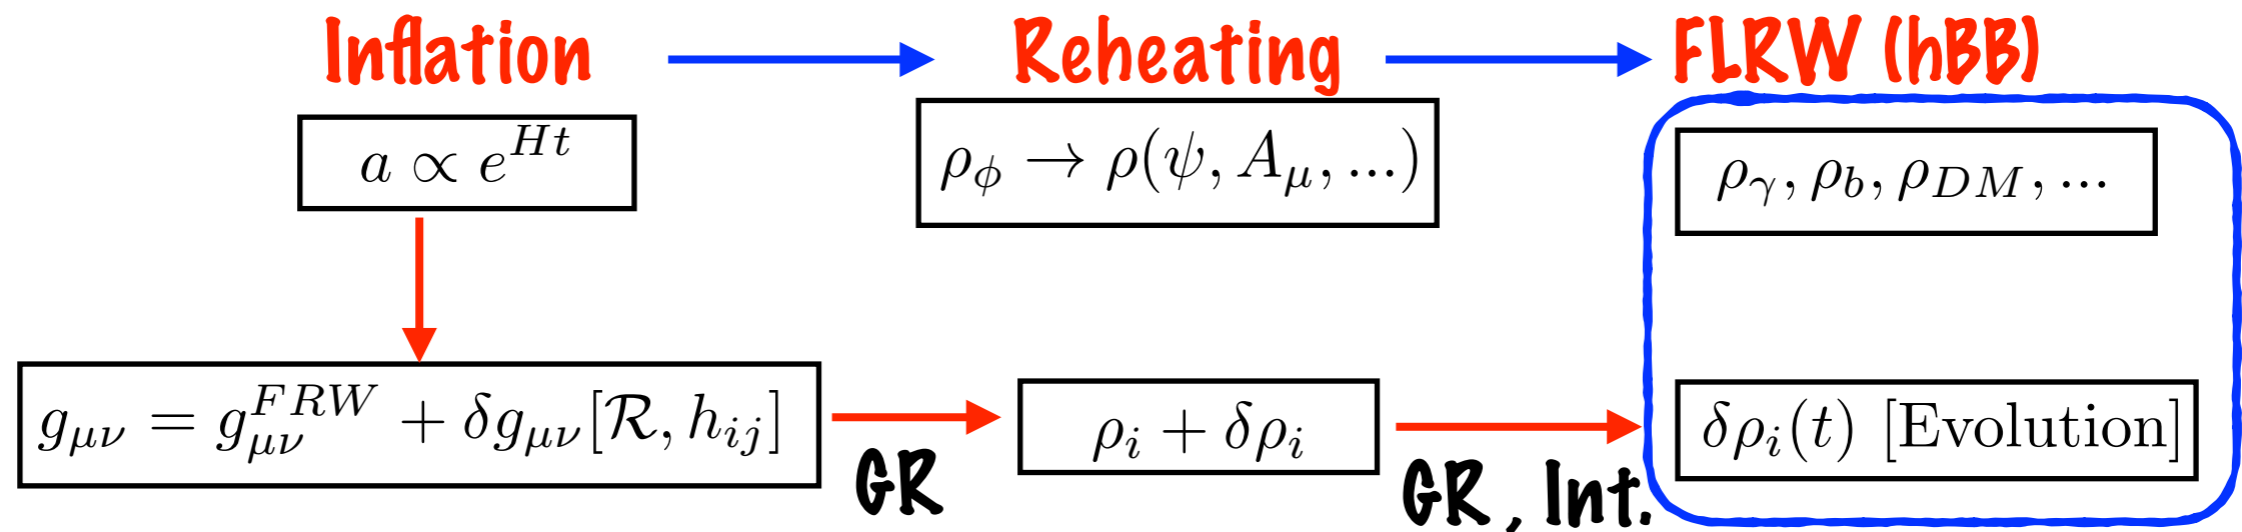 Inflation
Reheating
FLRW (hBB)
a ∝ e^{Ht}
ρ_ϕ → ρ(ψ, A_μ, ...)
ρ_γ, ρ_b, ρ_{DM}, ...
g_{μν} = g_{μν}^{FRW} + δg_{μν}[ℛ, h_{ij}]
ρ_i + δρ_i
δρ_i(t) [Evolution]
GR
GR, Int.